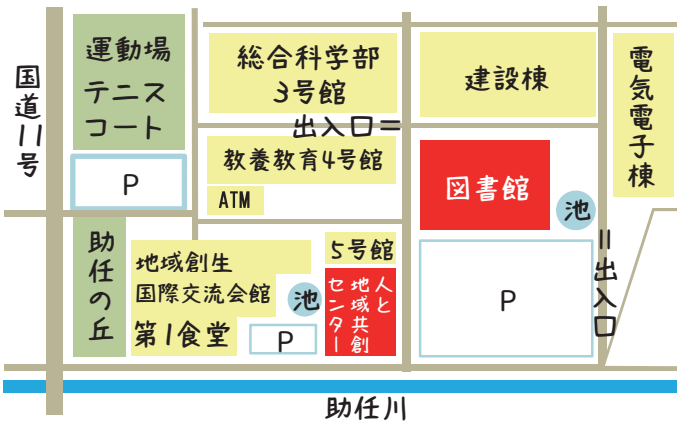 国道11号
運動場
テニス
コート
P
総合科学部
3号館
出入口=
教養教育4号館
ATM
建設棟
電気電子棟
図書館
池
P
=出入口
助任の丘
地域創生
国際交流会館
第1食堂
池
P
5号館
人と
地域共創
センター
助任川